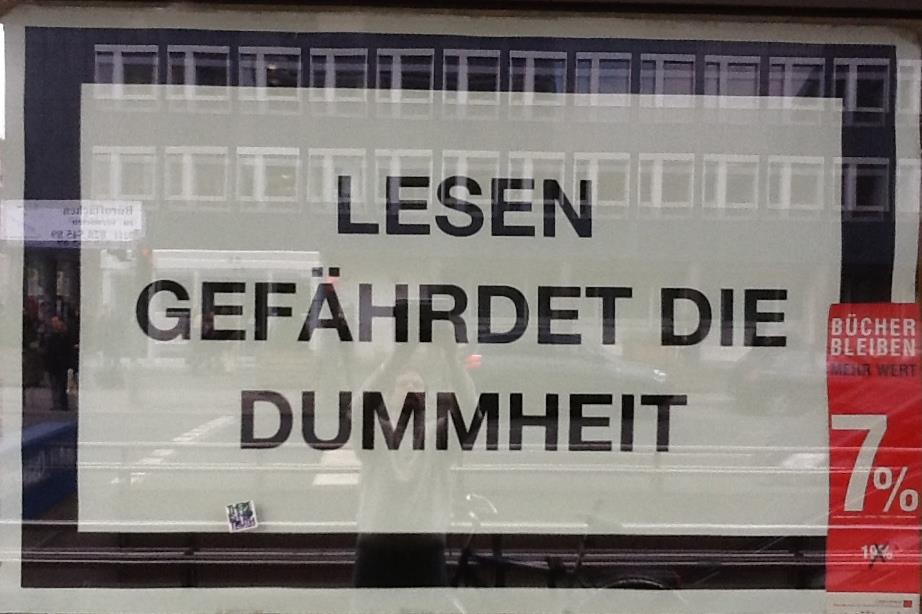 LESEN
GEFÄHRDET DIE
DUMMHEIT
BÜCHER
BLEIBEN
MEHR WERT
7%
19%